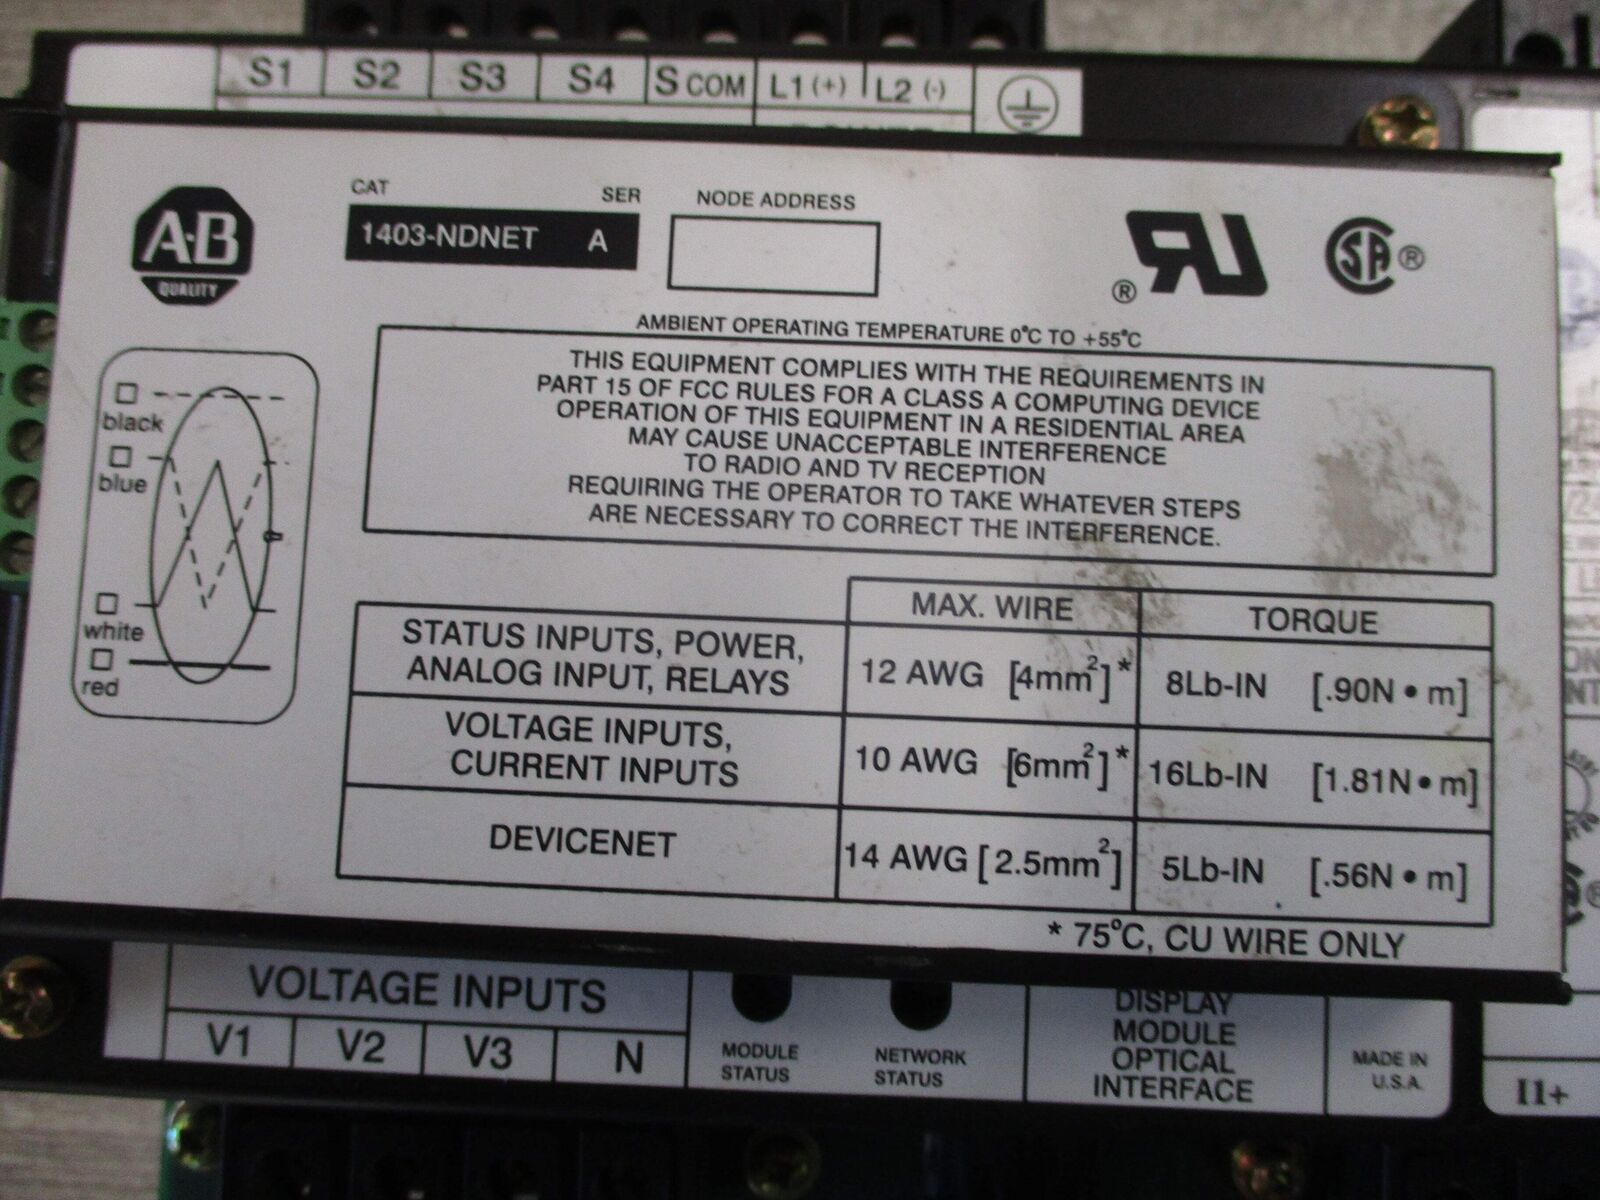 S1 S2 S3 S4 S COM L1 (+) L2 (-)
A-B
QUALITY
CAT SER
1403-NDNET A
NODE ADDRESS
®
SA ®
black
blue
white
red
AMBIENT OPERATING TEMPERATURE 0°C TO +55°C
THIS EQUIPMENT COMPLIES WITH THE REQUIREMENTS IN
PART 15 OF FCC RULES FOR A CLASS A COMPUTING DEVICE
OPERATION OF THIS EQUIPMENT IN A RESIDENTIAL AREA
MAY CAUSE UNACCEPTABLE INTERFERENCE
TO RADIO AND TV RECEPTION
REQUIRING THE OPERATOR TO TAKE WHATEVER STEPS
ARE NECESSARY TO CORRECT THE INTERFERENCE.
MAX. WIRE TORQUE
STATUS INPUTS, POWER,
ANALOG INPUT, RELAYS
12 AWG [4mm²]* 8Lb-IN [.90N•m]
VOLTAGE INPUTS,
CURRENT INPUTS
10 AWG [6mm²]* 16Lb-IN [1.81N•m]
DEVICENET 14 AWG [2.5mm²] 5Lb-IN [.56N•m]
* 75°C, CU WIRE ONLY
VOLTAGE INPUTS
V1 V2 V3 N
MODULE
STATUS
NETWORK
STATUS
DISPLAY
MODULE
OPTICAL
INTERFACE
MADE IN
U.S.A.
I1+